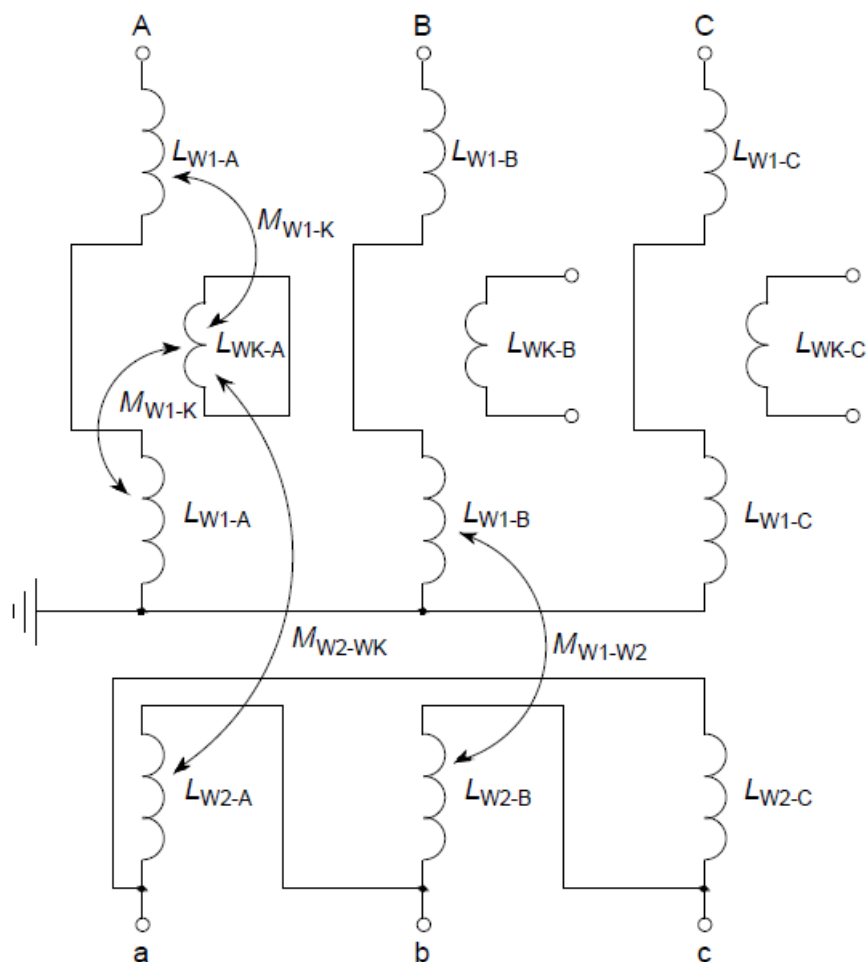 A B C
LW1-A LW1-B LW1-C
MW1-K
LWK-A LWK-B LWK-C
MW1-K
LW1-A LW1-B LW1-C
MW2-WK MW1-W2
LW2-A LW2-B LW2-C
a b c